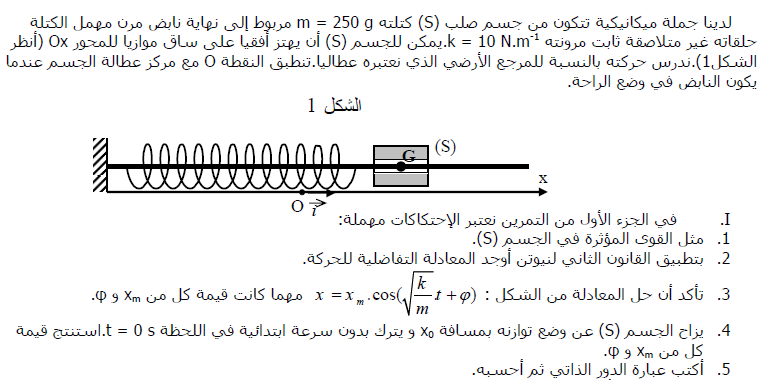 لدينا جملة ميكانيكية تتكون من جسم صلب (S) كتلته m = 250 g مربوط إلى نهاية نابض مرن مهمل الكتلة
حلقاته غير متلاصقة ثابت مرونته k = 10 N.m⁻¹.يمكن للجسم (S) أن يهتز أفقيا على ساق موازيا للمحور Ox (أنظر
الشكل1).ندرس حركته بالنسبة للمرجع الأرضي الذي نعتبره عطاليا.تنطبق النقطة O مع مركز عطالة الجسم عندما
يكون النابض في وضع الراحة.
الشكل 1
(S)
G
x
O i
I. في الجزء الأول من التمرين نعتبر الإحتكاكات مهملة:
1. مثل القوى المؤثرة في الجسم (S).
2. بتطبيق القانون الثاني لنيوتن أوجد المعادلة التفاضلية للحركة.
3. تأكد أن حل المعادلة من الشكل : x = xₘ.cos(√(k/m) t + φ) مهما كانت قيمة كل من xₘ و φ.
4. يزاح الجسم (S) عن وضع توازنه بمسافة x₀ و يترك بدون سرعة ابتدائية في اللحظة t = 0 s.استنتج قيمة
كل من xₘ و φ.
5. أكتب عبارة الدور الذاتي ثم أحسبه.